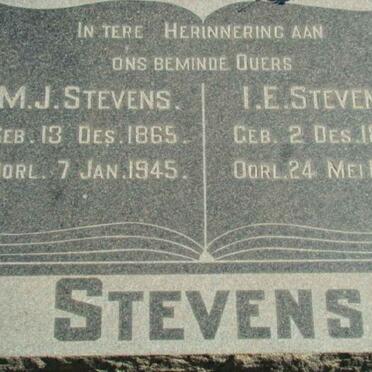 In tere Herinnering aan
ons beminde Ouers
M.J. Stevens.
Geb. 13 Des. 1865.
Oorl. 7 Jan. 1945.
I.E. Steven
Geb. 2 Des. 1
Oorl. 24 Mei
Stevens